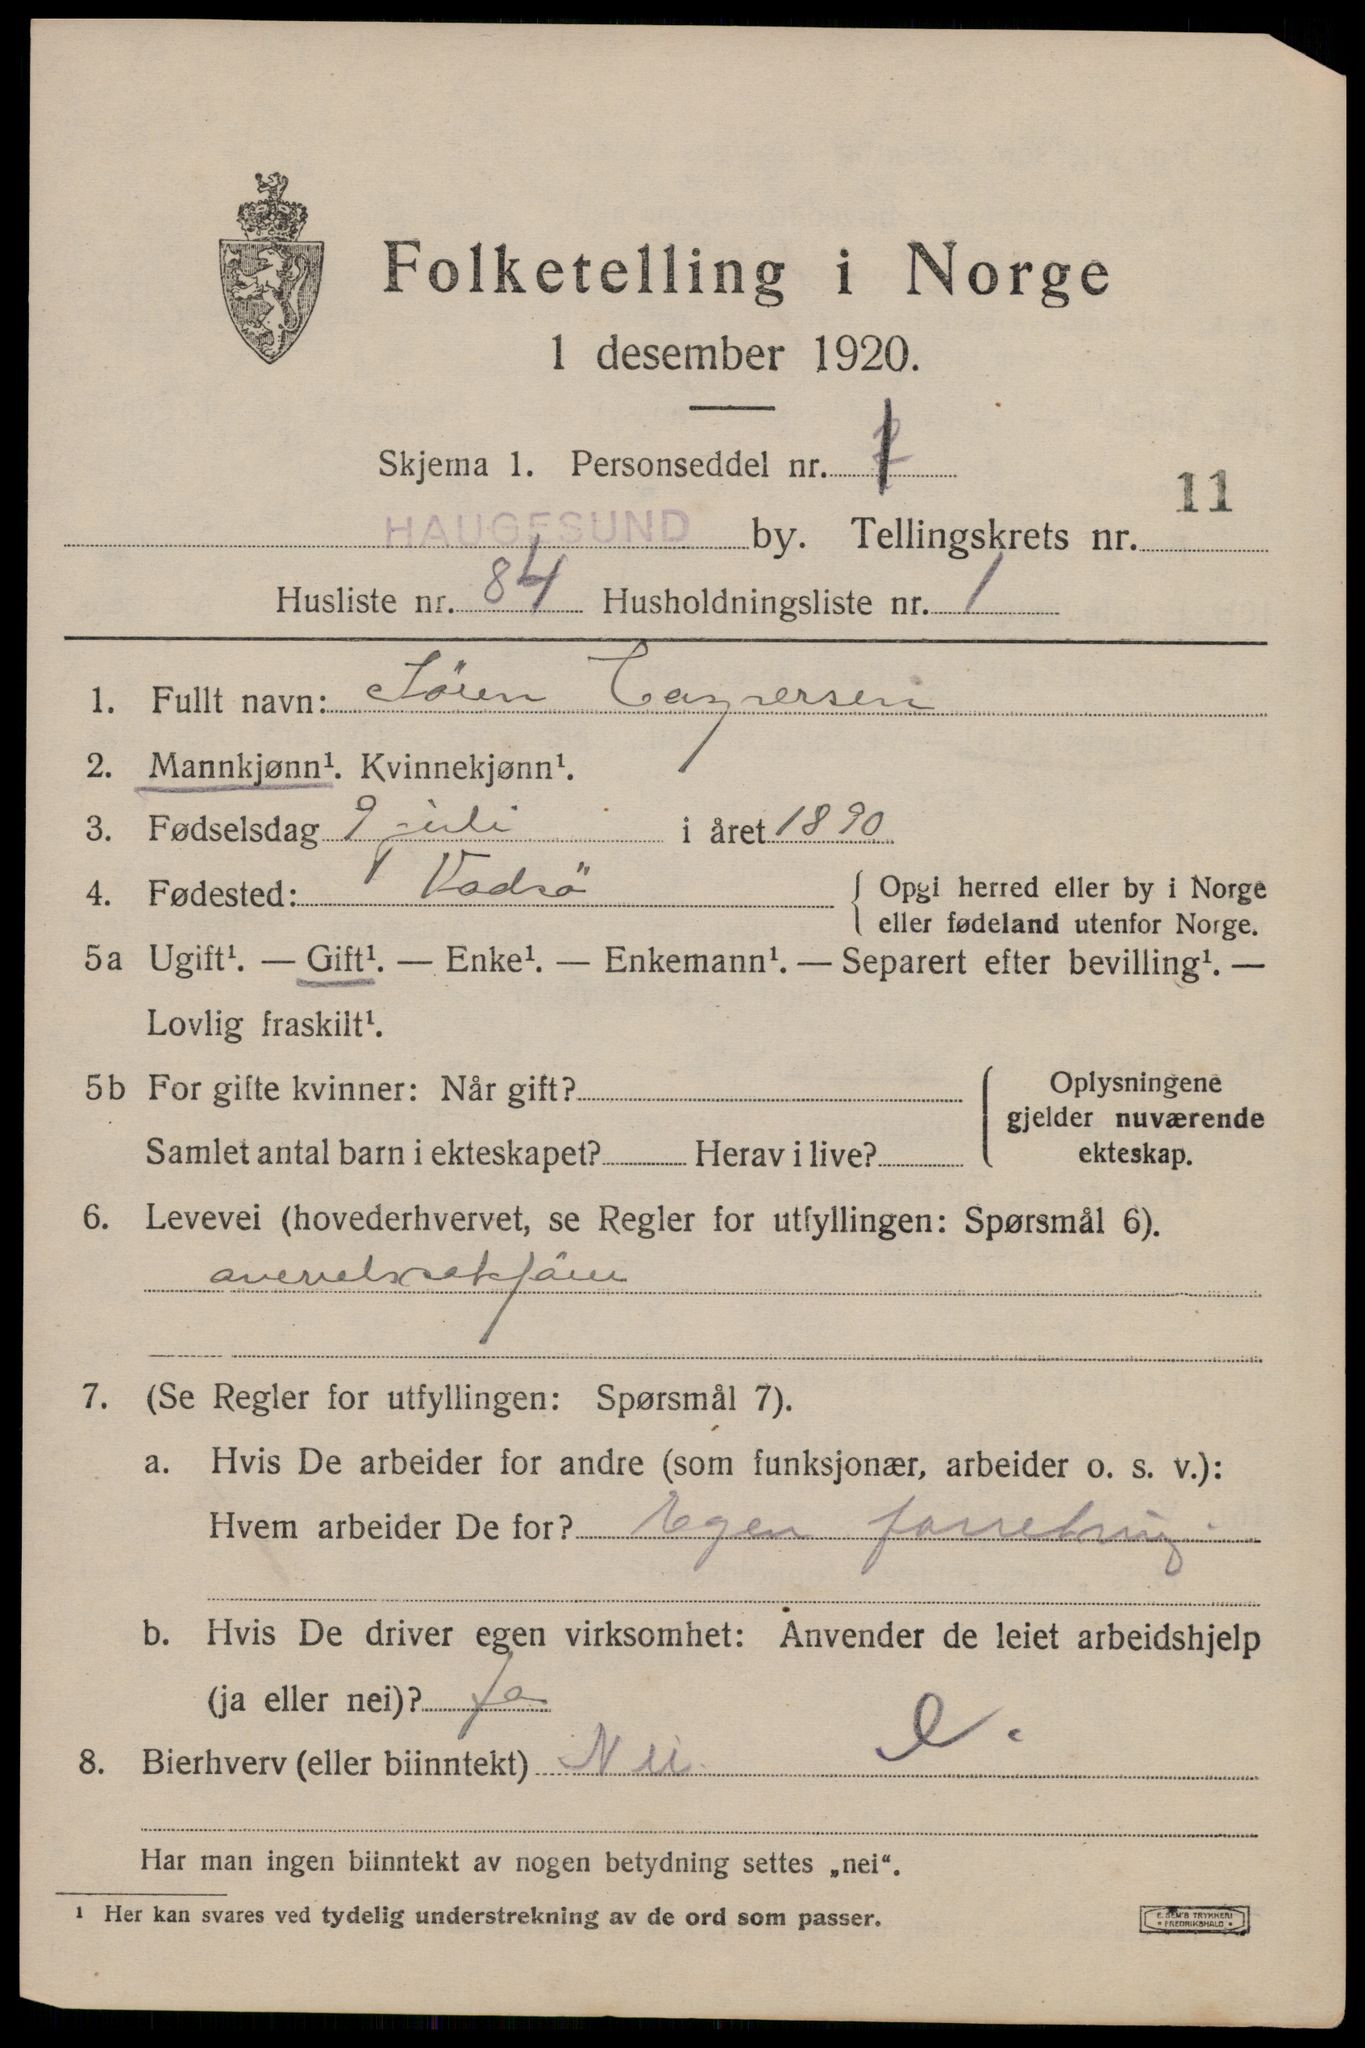 Folketelling i Norge
1 desember 1920.
Skjema 1. Personseddel nr. 1
HAUGESUND by. Tellingskrets nr. 11
Husliste nr. 84 Husholdningsliste nr. 1
1. Fullt navn: Sören Caspersen
2. Mannkjønn¹. Kvinnekjønn¹.
3. Fødselsdag 9 juli i året 1890
4. Fødested: Vadsö { Opgi herred eller by i Norge
eller fødeland utenfor Norge.
5a Ugift¹. — Gift¹. — Enke¹. — Enkemann¹. — Separert efter bevilling¹. —
Lovlig fraskilt¹.
5b For gifte kvinner: Når gift?
Samlet antal barn i ekteskapet? Herav i live?
Oplysningene
gjelder nuværende
ekteskap.
6. Levevei (hovederhvervet, se Regler for utfyllingen: Spørsmål 6).
7. (Se Regler for utfyllingen: Spørsmål 7).
a. Hvis De arbeider for andre (som funksjonær, arbeider o. s. v.):
Hvem arbeider De for? Egen forretning
b. Hvis De driver egen virksomhet: Anvender de leiet arbeidshjelp
(ja eller nei)? Ja
8. Bierhverv (eller biinntekt) Nei.
Har man ingen biinntekt av nogen betydning settes „nei“.
¹ Her kan svares ved tydelig understrekning av de ord som passer.
E. SEM'S TRYKKERI
FREDRIKSHALD